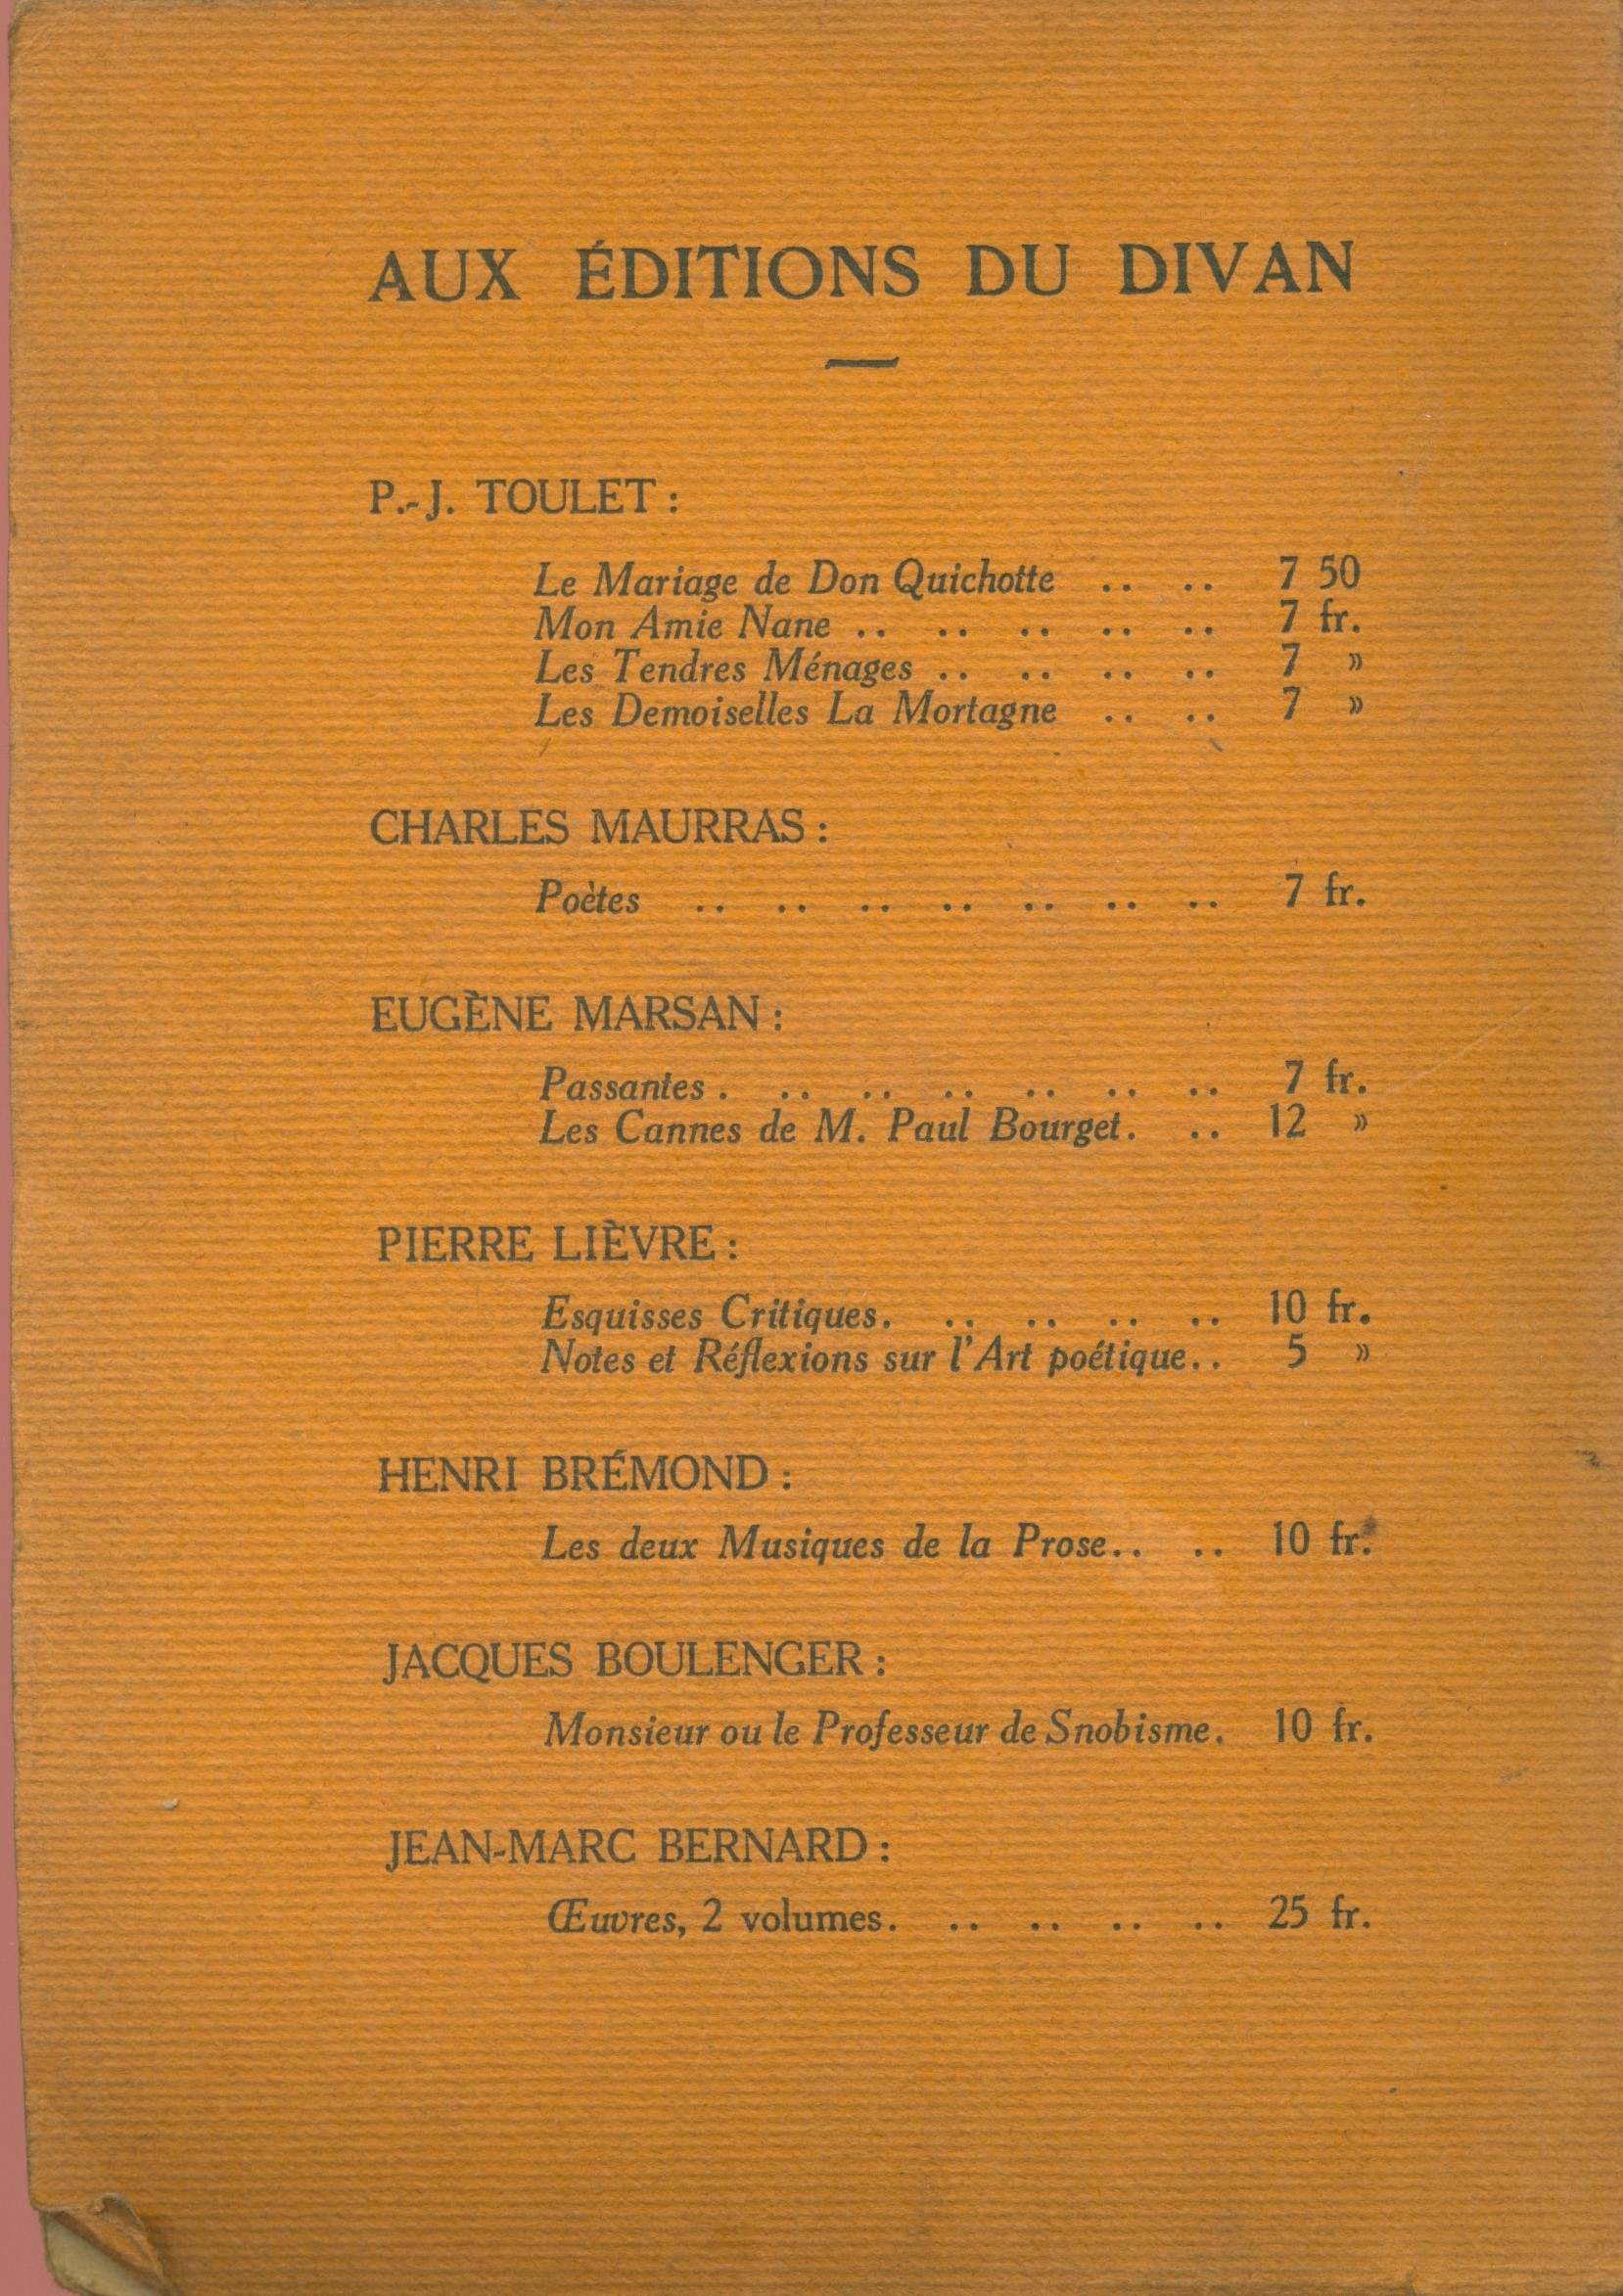 AUX ÉDITIONS DU DIVAN
P.-J. TOULET :
Le Mariage de Don Quichotte .. .. 7 50
Mon Amie Nane .. .. .. .. .. 7 fr.
Les Tendres Ménages .. .. .. .. 7 »
Les Demoiselles La Mortagne .. .. 7 »
CHARLES MAURRAS :
Poètes .. .. .. .. .. .. .. 7 fr.
EUGÈNE MARSAN :
Passantes . .. .. .. .. .. .. 7 fr.
Les Cannes de M. Paul Bourget. .. 12 »
PIERRE LIÈVRE :
Esquisses Critiques. .. .. .. .. 10 fr.
Notes et Réflexions sur l'Art poétique.. 5 »
HENRI BRÉMOND :
Les deux Musiques de la Prose.. .. 10 fr.
JACQUES BOULENGER :
Monsieur ou le Professeur de Snobisme. 10 fr.
JEAN-MARC BERNARD :
Œuvres, 2 volumes. .. .. .. .. 25 fr.